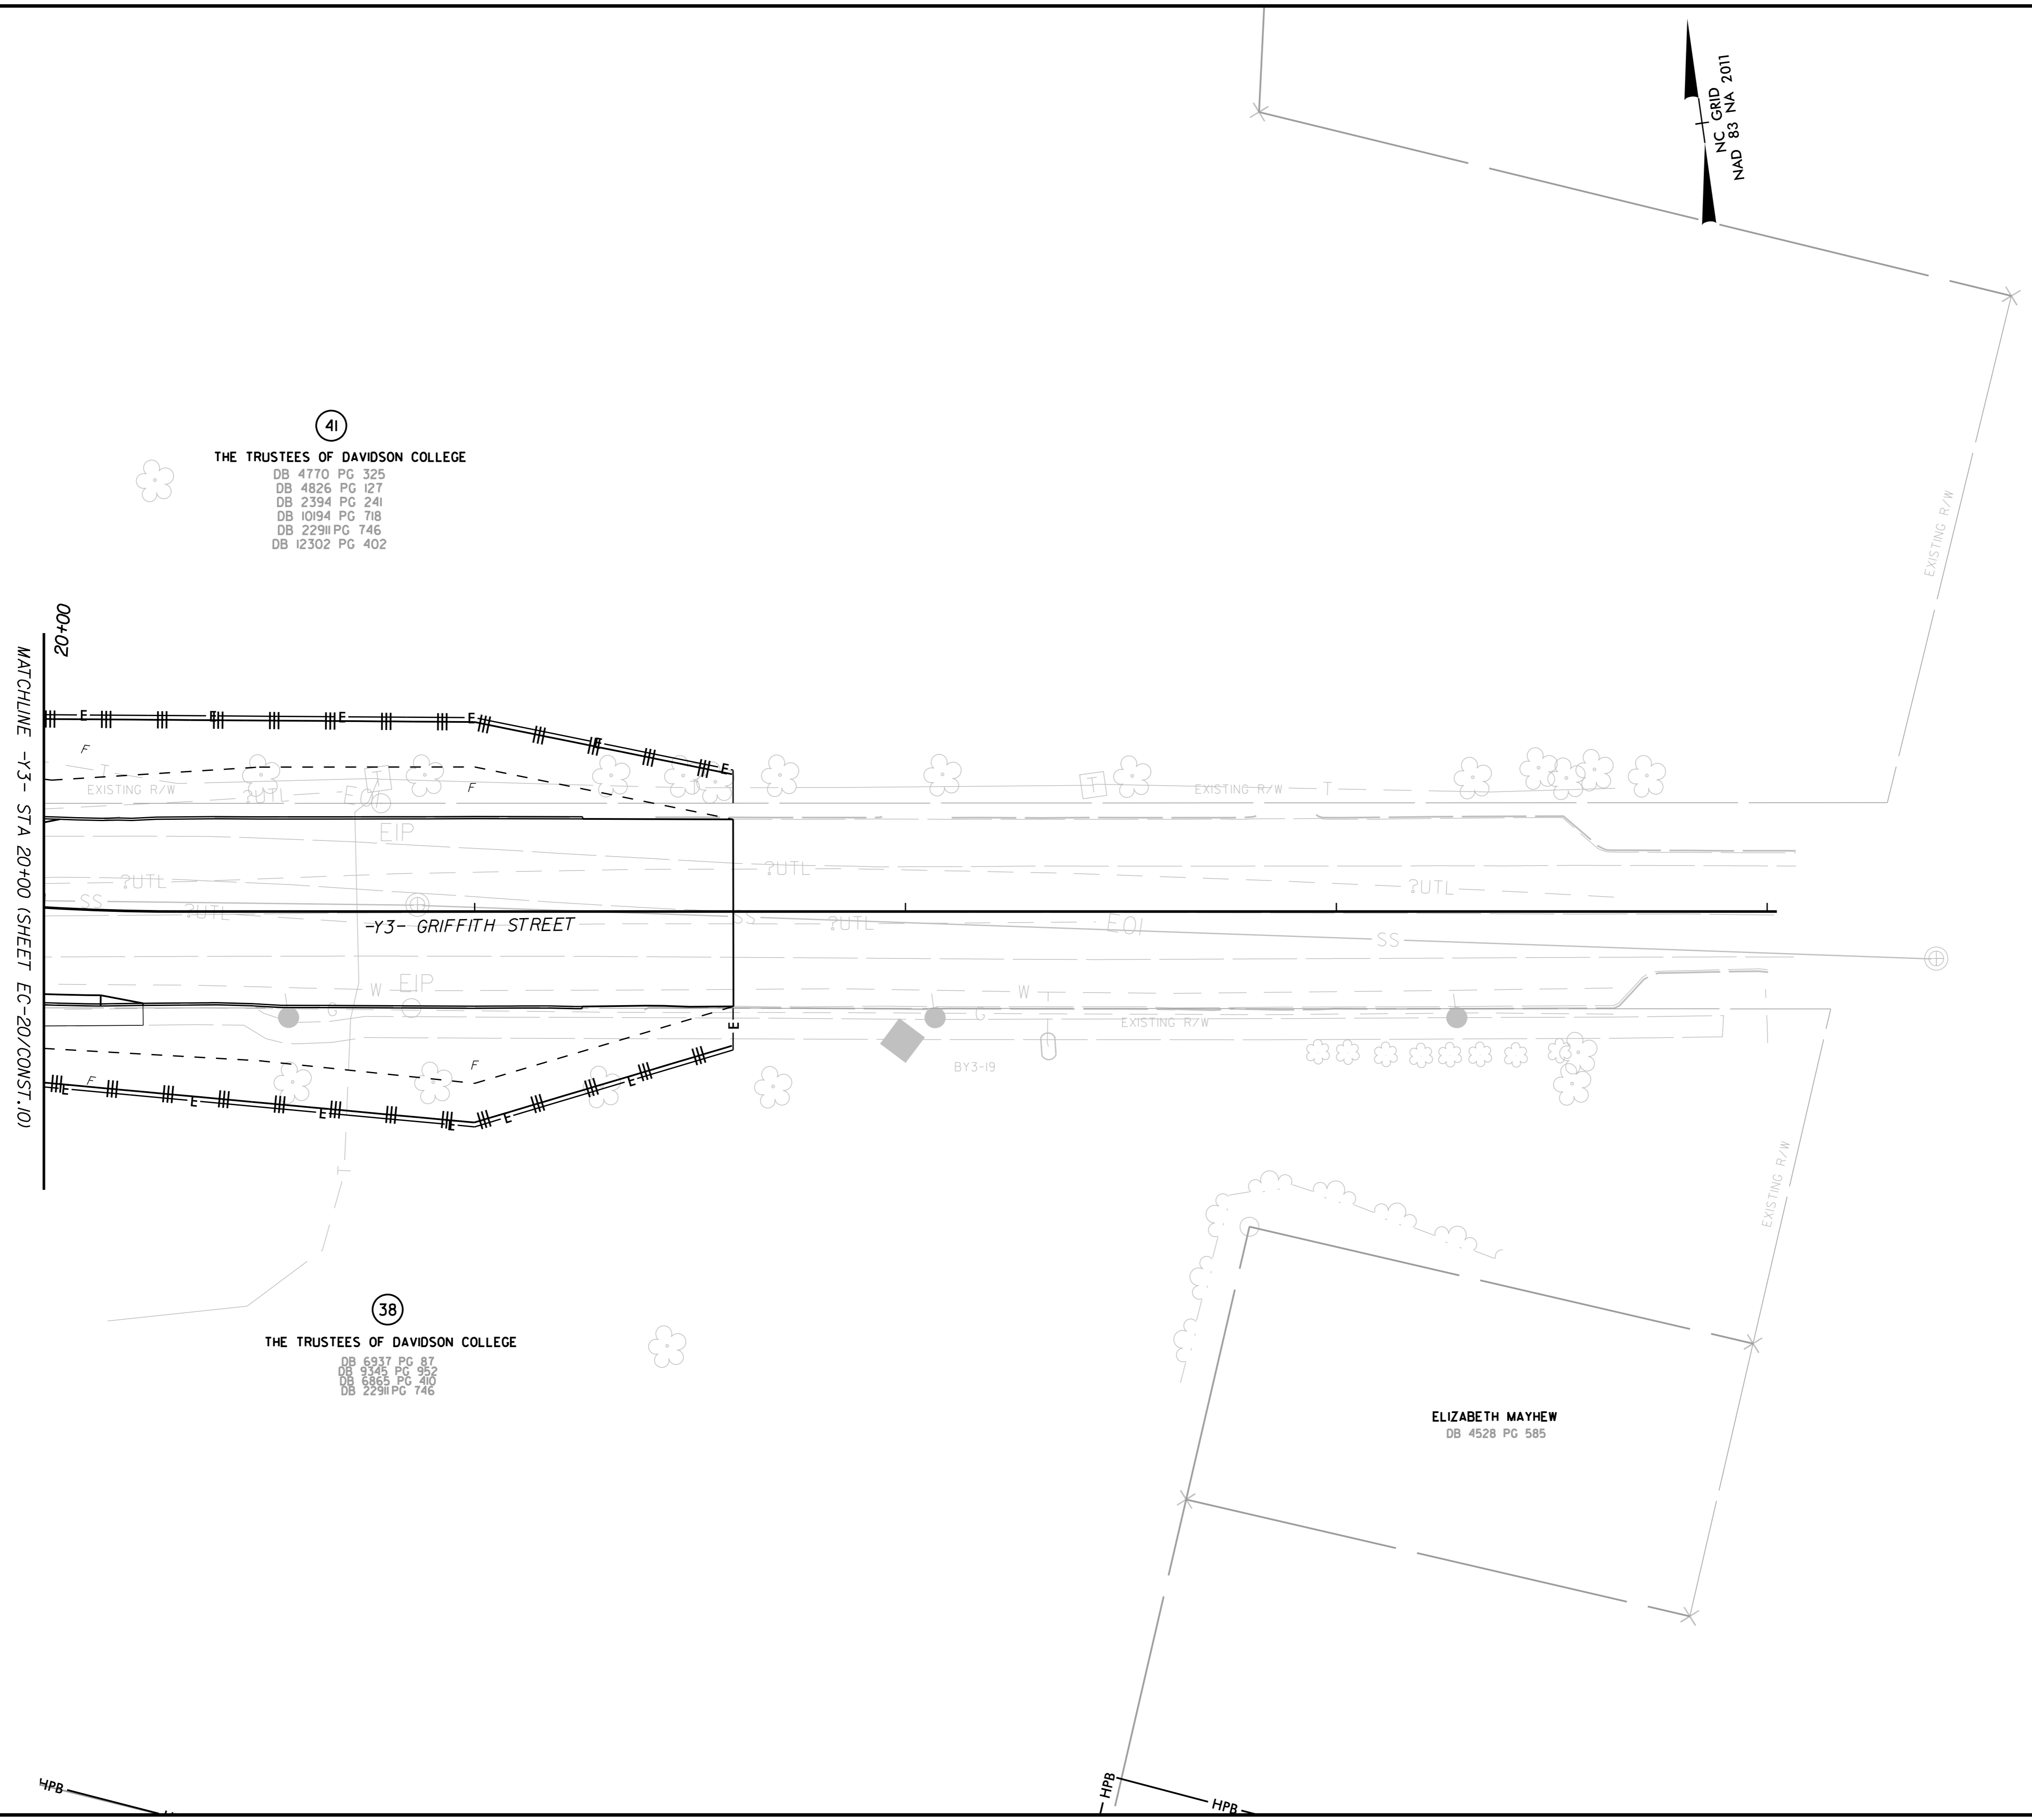 NC GRID
NAD 83 NA 2011
EXISTING R/W
41
THE TRUSTEES OF DAVIDSON COLLEGE
DB 4770 PG 325
DB 4826 PG 127
DB 2394 PG 241
DB 10194 PG 718
DB 22911 PG 746
DB 12302 PG 402
20+00
MATCHLINE -Y3- STA 20+00 (SHEET EC-20/CONST.10)
E E E E E E
F
T
EXISTING R/W
?UTL
EOI
T
F
T
EXISTING R/W
T
EIP
?UTL
?UTL
?UTL
SS
?UTL
-Y3- GRIFFITH STREET
SS
?UTL
EOI
SS
W
EIP
W
T
G
G
EXISTING R/W
E
BY3-19
F
F
E E E E E E
T
EXISTING R/W
38
THE TRUSTEES OF DAVIDSON COLLEGE
DB 6937 PG 87
DB 9345 PG 952
DB 6865 PG 410
DB 22911 PG 746
ELIZABETH MAYHEW
DB 4528 PG 585
HPB
HPB
HPB